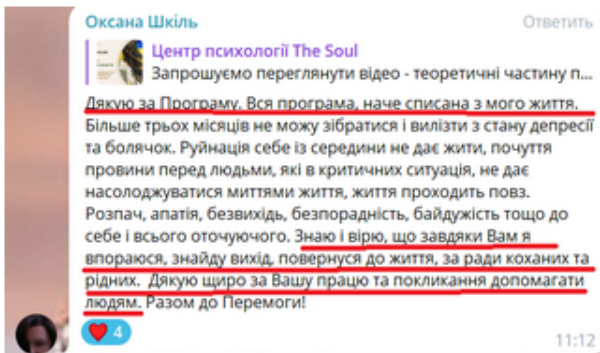 Оксана Шкіль
Ответить
Центр психології The Soul
Запрошуємо переглянути відео - теоретичні частину п...
Дякую за Програму. Вся програма, наче списана з мого життя.
Більше трьох місяців не можу зібратися і вилізти з стану депресії
та болячок. Руйнація себе із середини не дає жити, почуття
провини перед людьми, які в критичних ситуація, не дає
насолоджуватися миттями життя, життя проходить повз.
Розпач, апатія, безвихідь, безпорадність, байдужість тощо до
себе і всього оточуючого. Знаю і вірю, що завдяки Вам я
впораюся, знайду вихід, повернуся до життя, за ради коханих та
рідних. Дякую щиро за Вашу працю та покликання допомагати
людям. Разом до Перемоги!
4
11:12